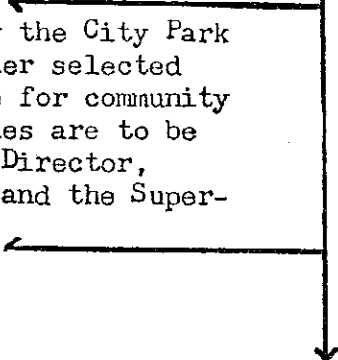 the City Park
er selected
for community
es are to be
Director,
and the Super-